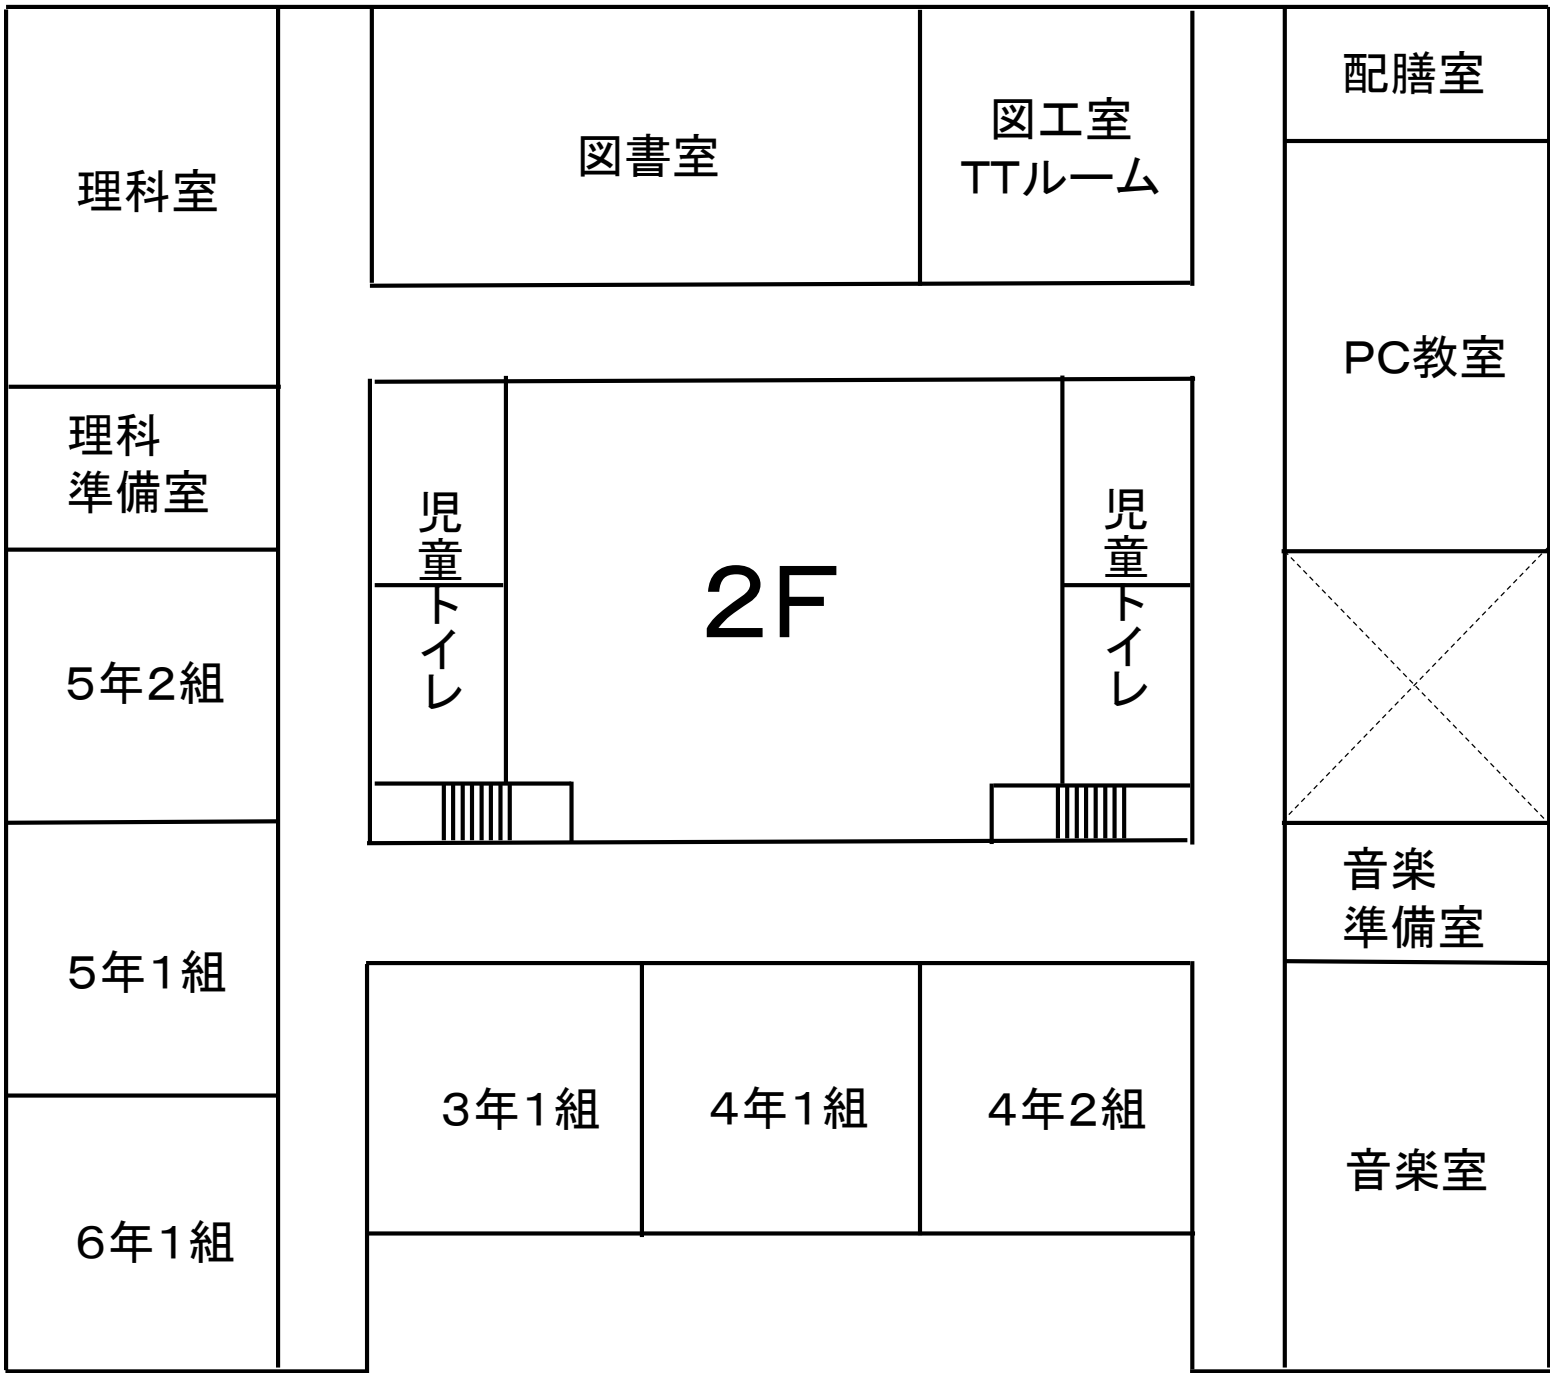 理科室
図書室
図工室
TTルーム
配膳室
PC教室
理科
準備室
児童トイレ
2F
児童トイレ
5年2組
音楽
準備室
5年1組
3年1組
4年1組
4年2組
音楽室
6年1組